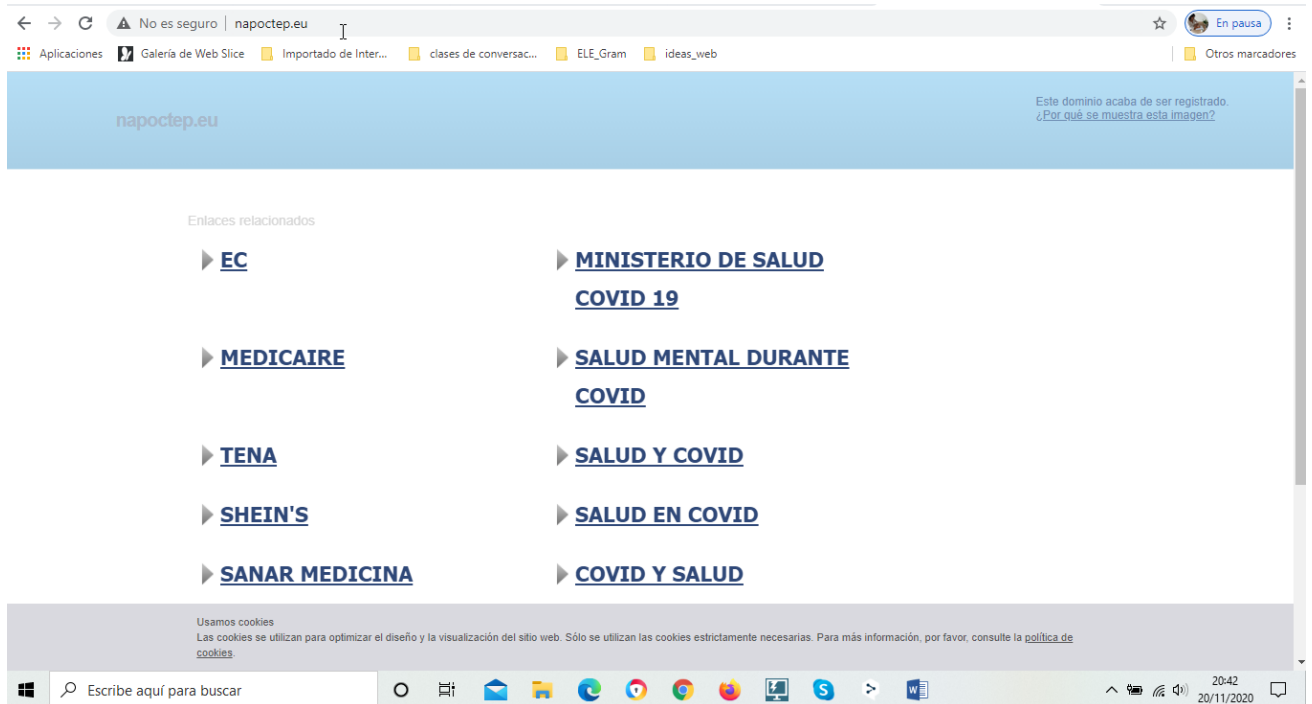 No es seguro | napoctep.eu
En pausa
Aplicaciones Galería de Web Slice Importado de Inter... clases de conversac... ELE_Gram ideas_web Otros marcadores
napoctep.eu
Este dominio acaba de ser registrado.
¿Por qué se muestra esta imagen?
Enlaces relacionados
EC
MEDICAIRE
TENA
SHEIN'S
SANAR MEDICINA
MINISTERIO DE SALUD
COVID 19
SALUD MENTAL DURANTE
COVID
SALUD Y COVID
SALUD EN COVID
COVID Y SALUD
Usamos cookies
Las cookies se utilizan para optimizar el diseño y la visualización del sitio web. Sólo se utilizan las cookies estrictamente necesarias. Para más información, por favor, consulte la política de
cookies.
Escribe aquí para buscar
20:42
20/11/2020